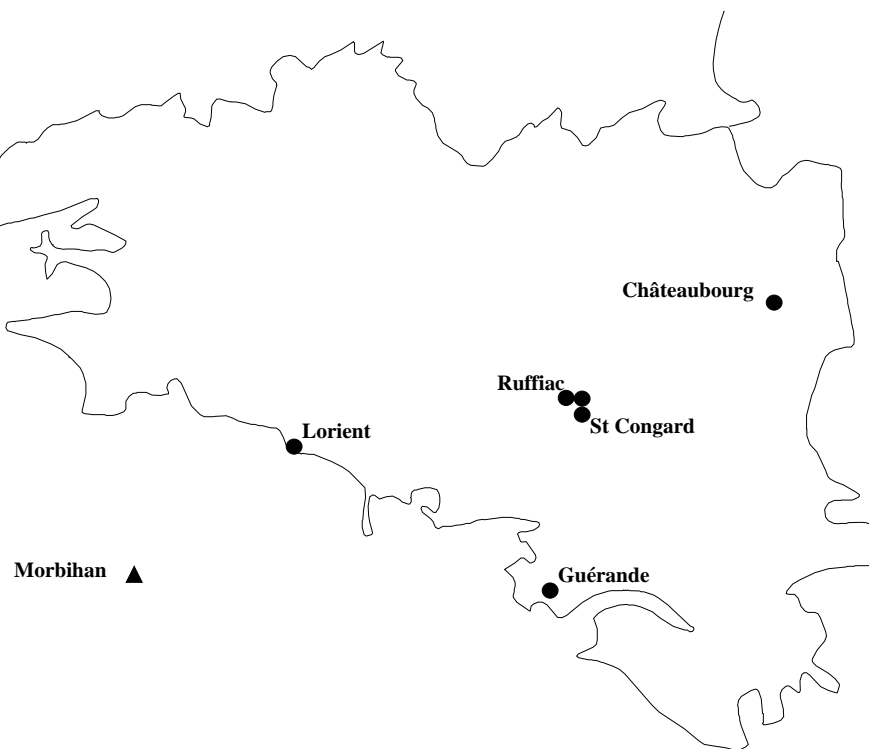 Châteaubourg
Ruffiac
St Congard
Lorient
Morbihan
Guérande